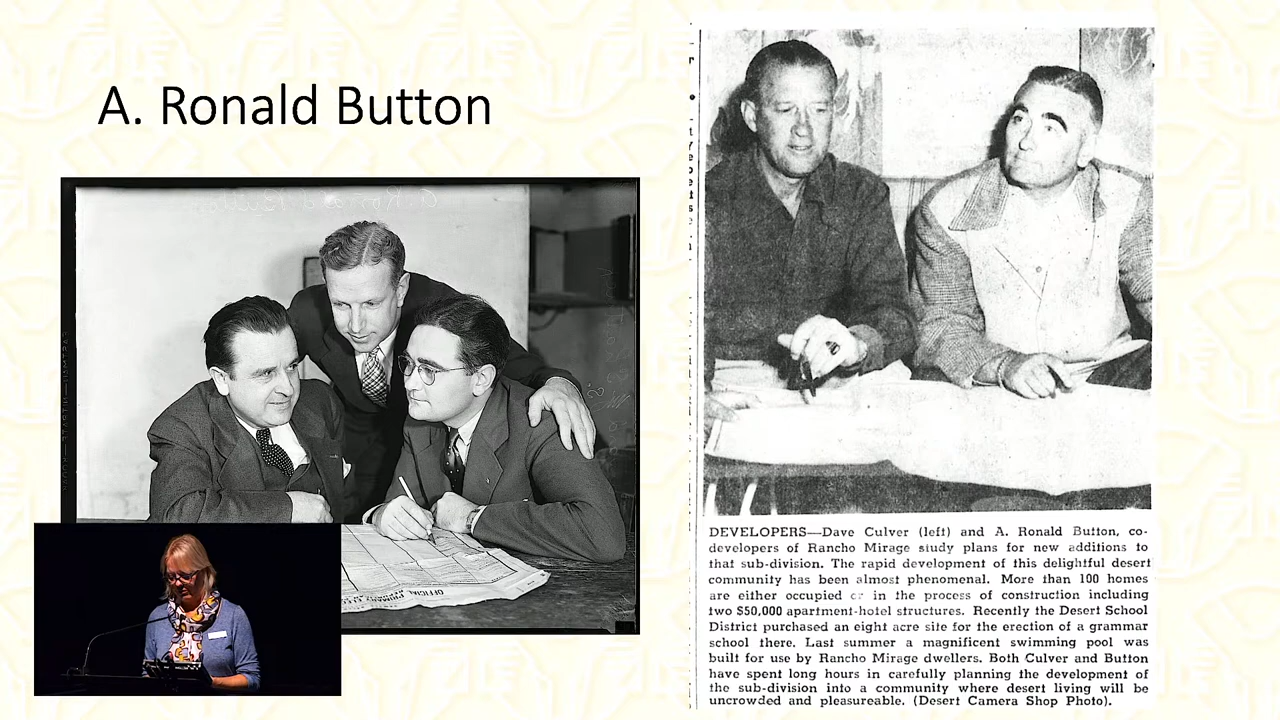 A. Ronald Button
DEVELOPERS—Dave Culver (left) and A. Ronald Button, co-
developers of Rancho Mirage study plans for new additions to
that sub-division. The rapid development of this delightful desert
community has been almost phenomenal. More than 100 homes
are either occupied or in the process of construction including
two $50,000 apartment-hotel structures. Recently the Desert School
District purchased an eight acre site for the erection of a grammar
school there. Last summer a magnificent swimming pool was
built for use by Rancho Mirage dwellers. Both Culver and Button
have spent long hours in carefully planning the development of
the sub-division into a community where desert living will be
uncrowded and pleasureable. (Desert Camera Shop Photo).